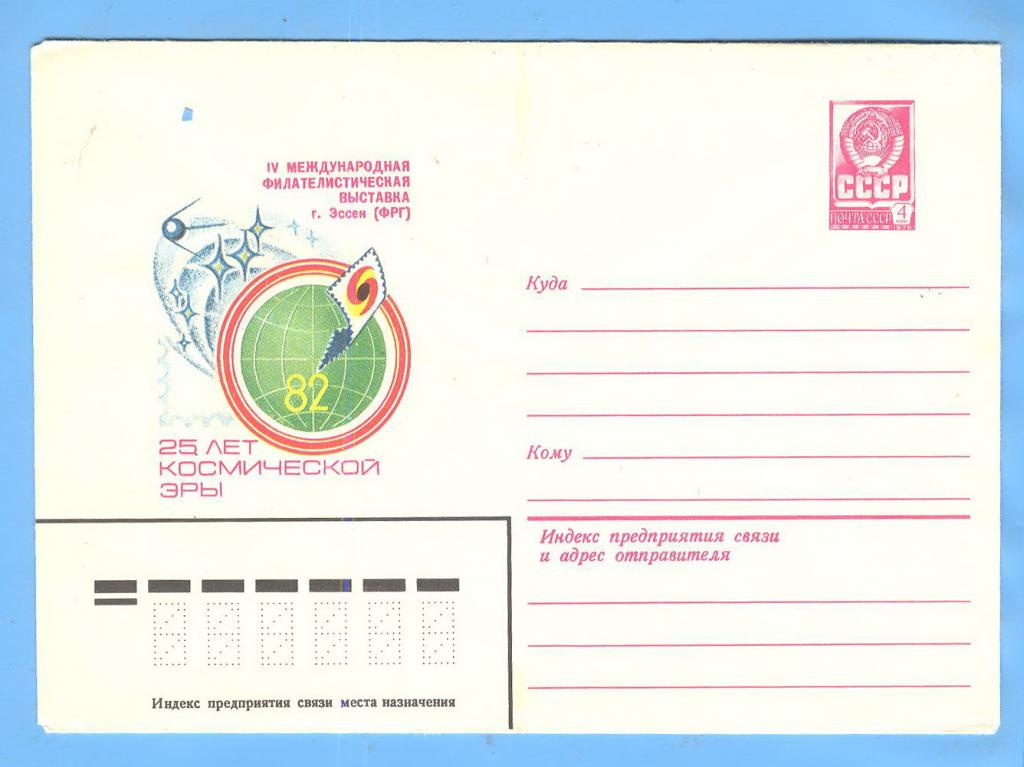 IV МЕЖДУНАРОДНАЯ
ФИЛАТЕЛИСТИЧЕСКАЯ
ВЫСТАВКА
г. Эссен (ФРГ)
82
25 ЛЕТ
КОСМИЧЕСКОЙ
ЭРЫ
СССР
ПОЧТА СССР
4
Куда
Кому
Индекс предприятия связи
и адрес отправителя
Индекс предприятия связи места назначения